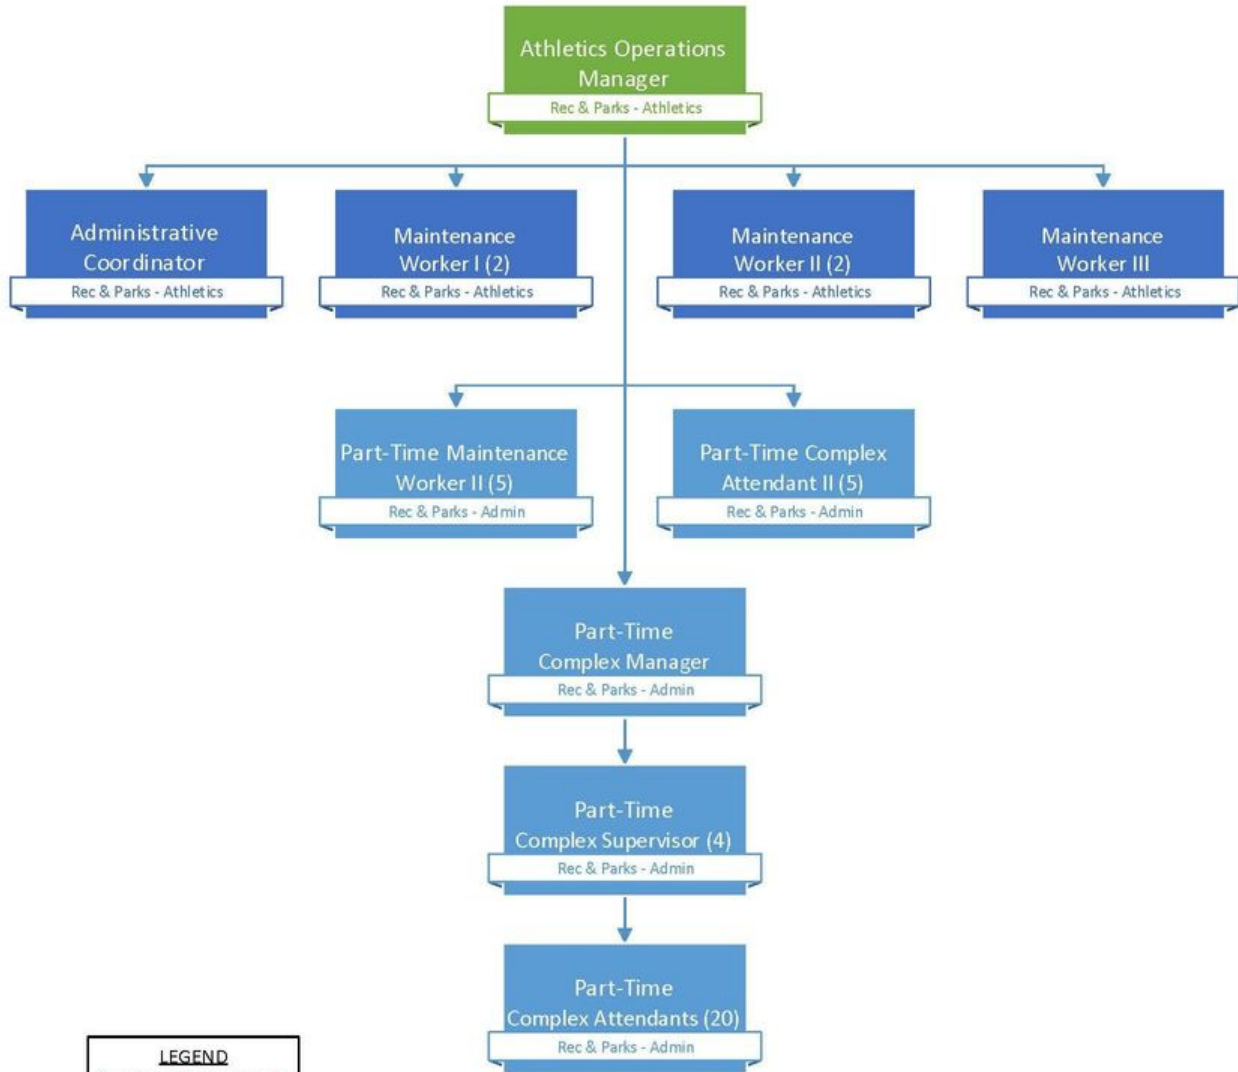 Athletics Operations
Manager
Rec & Parks - Athletics
Administrative
Coordinator
Rec & Parks - Athletics
Maintenance
Worker I (2)
Rec & Parks - Athletics
Maintenance
Worker II (2)
Rec & Parks - Athletics
Maintenance
Worker III
Rec & Parks - Athletics
Part-Time Maintenance
Worker II (5)
Rec & Parks - Admin
Part-Time Complex
Attendant II (5)
Rec & Parks - Admin
Part-Time
Complex Manager
Rec & Parks - Admin
Part-Time
Complex Supervisor (4)
Rec & Parks - Admin
Part-Time
Complex Attendants (20)
Rec & Parks - Admin
LEGEND